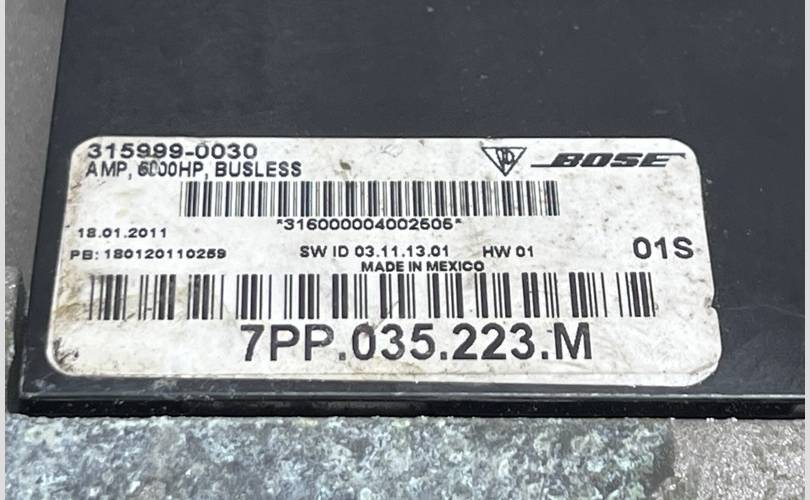 315999-0030
AMP, 6000HP, BUSLESS
BOSE
*316000004002505*
18.01.2011
PB: 180120110259
SW ID 03.11.13.01 HW 01
01S
MADE IN MEXICO
7PP.035.223.M